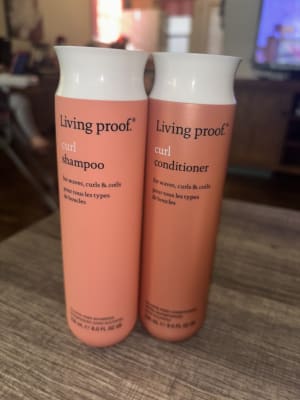 Living proof.®
curl
shampoo
for waves, curls & coils
pour tous les types
de boucles
Living proof.®
curl
conditioner
for waves, curls & coils
pour tous les types
de boucles